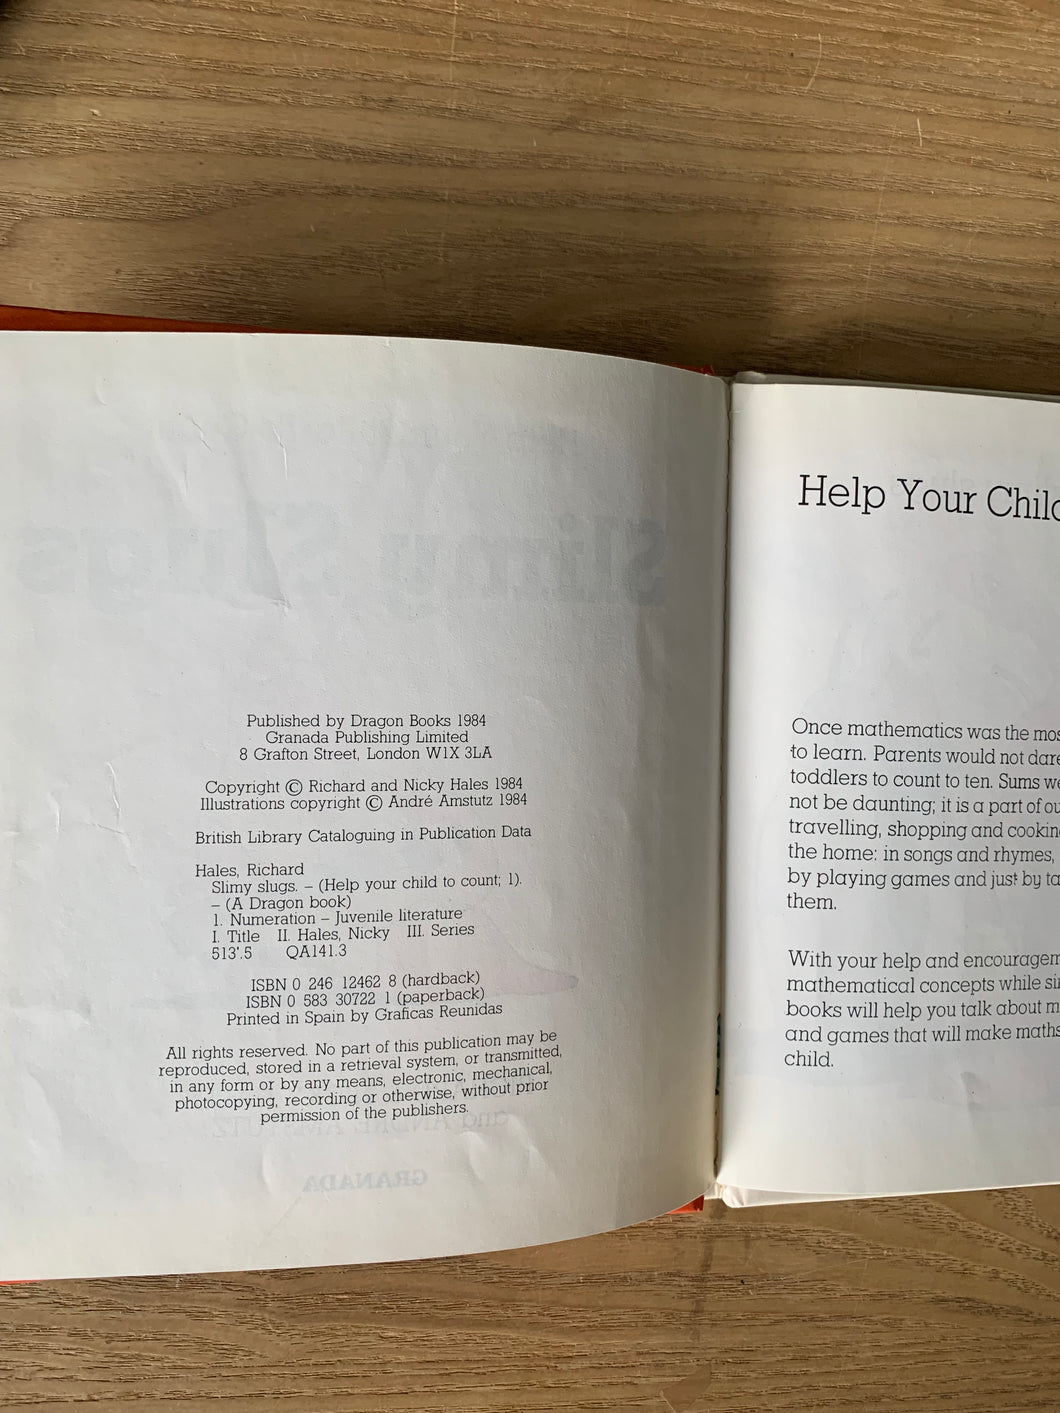 Published by Dragon Books 1984
Granada Publishing Limited
8 Grafton Street, London W1X 3LA
Copyright © Richard and Nicky Hales 1984
Illustrations copyright © André Amstutz 1984
British Library Cataloguing in Publication Data
Hales, Richard
Slimy slugs. – (Help your child to count; 1).
– (A Dragon book)
1. Numeration – Juvenile literature
I. Title II. Hales, Nicky III. Series
513'.5 QA141.3
ISBN 0 246 12462 8 (hardback)
ISBN 0 583 30722 1 (paperback)
Printed in Spain by Graficas Reunidas
All rights reserved. No part of this publication may be
reproduced, stored in a retrieval system, or transmitted,
in any form or by any means, electronic, mechanical,
photocopying, recording or otherwise, without prior
permission of the publishers.
Slimy Slugs
and ANDRÉ AMSTUTZ
GRANADA
Help Your Child
Once mathematics was the mos
to learn. Parents would not dare
toddlers to count to ten. Sums we
not be daunting; it is a part of ou
travelling, shopping and cookin
the home: in songs and rhymes,
by playing games and just by ta
them.
With your help and encouragem
mathematical concepts while si
books will help you talk about m
and games that will make maths
child.